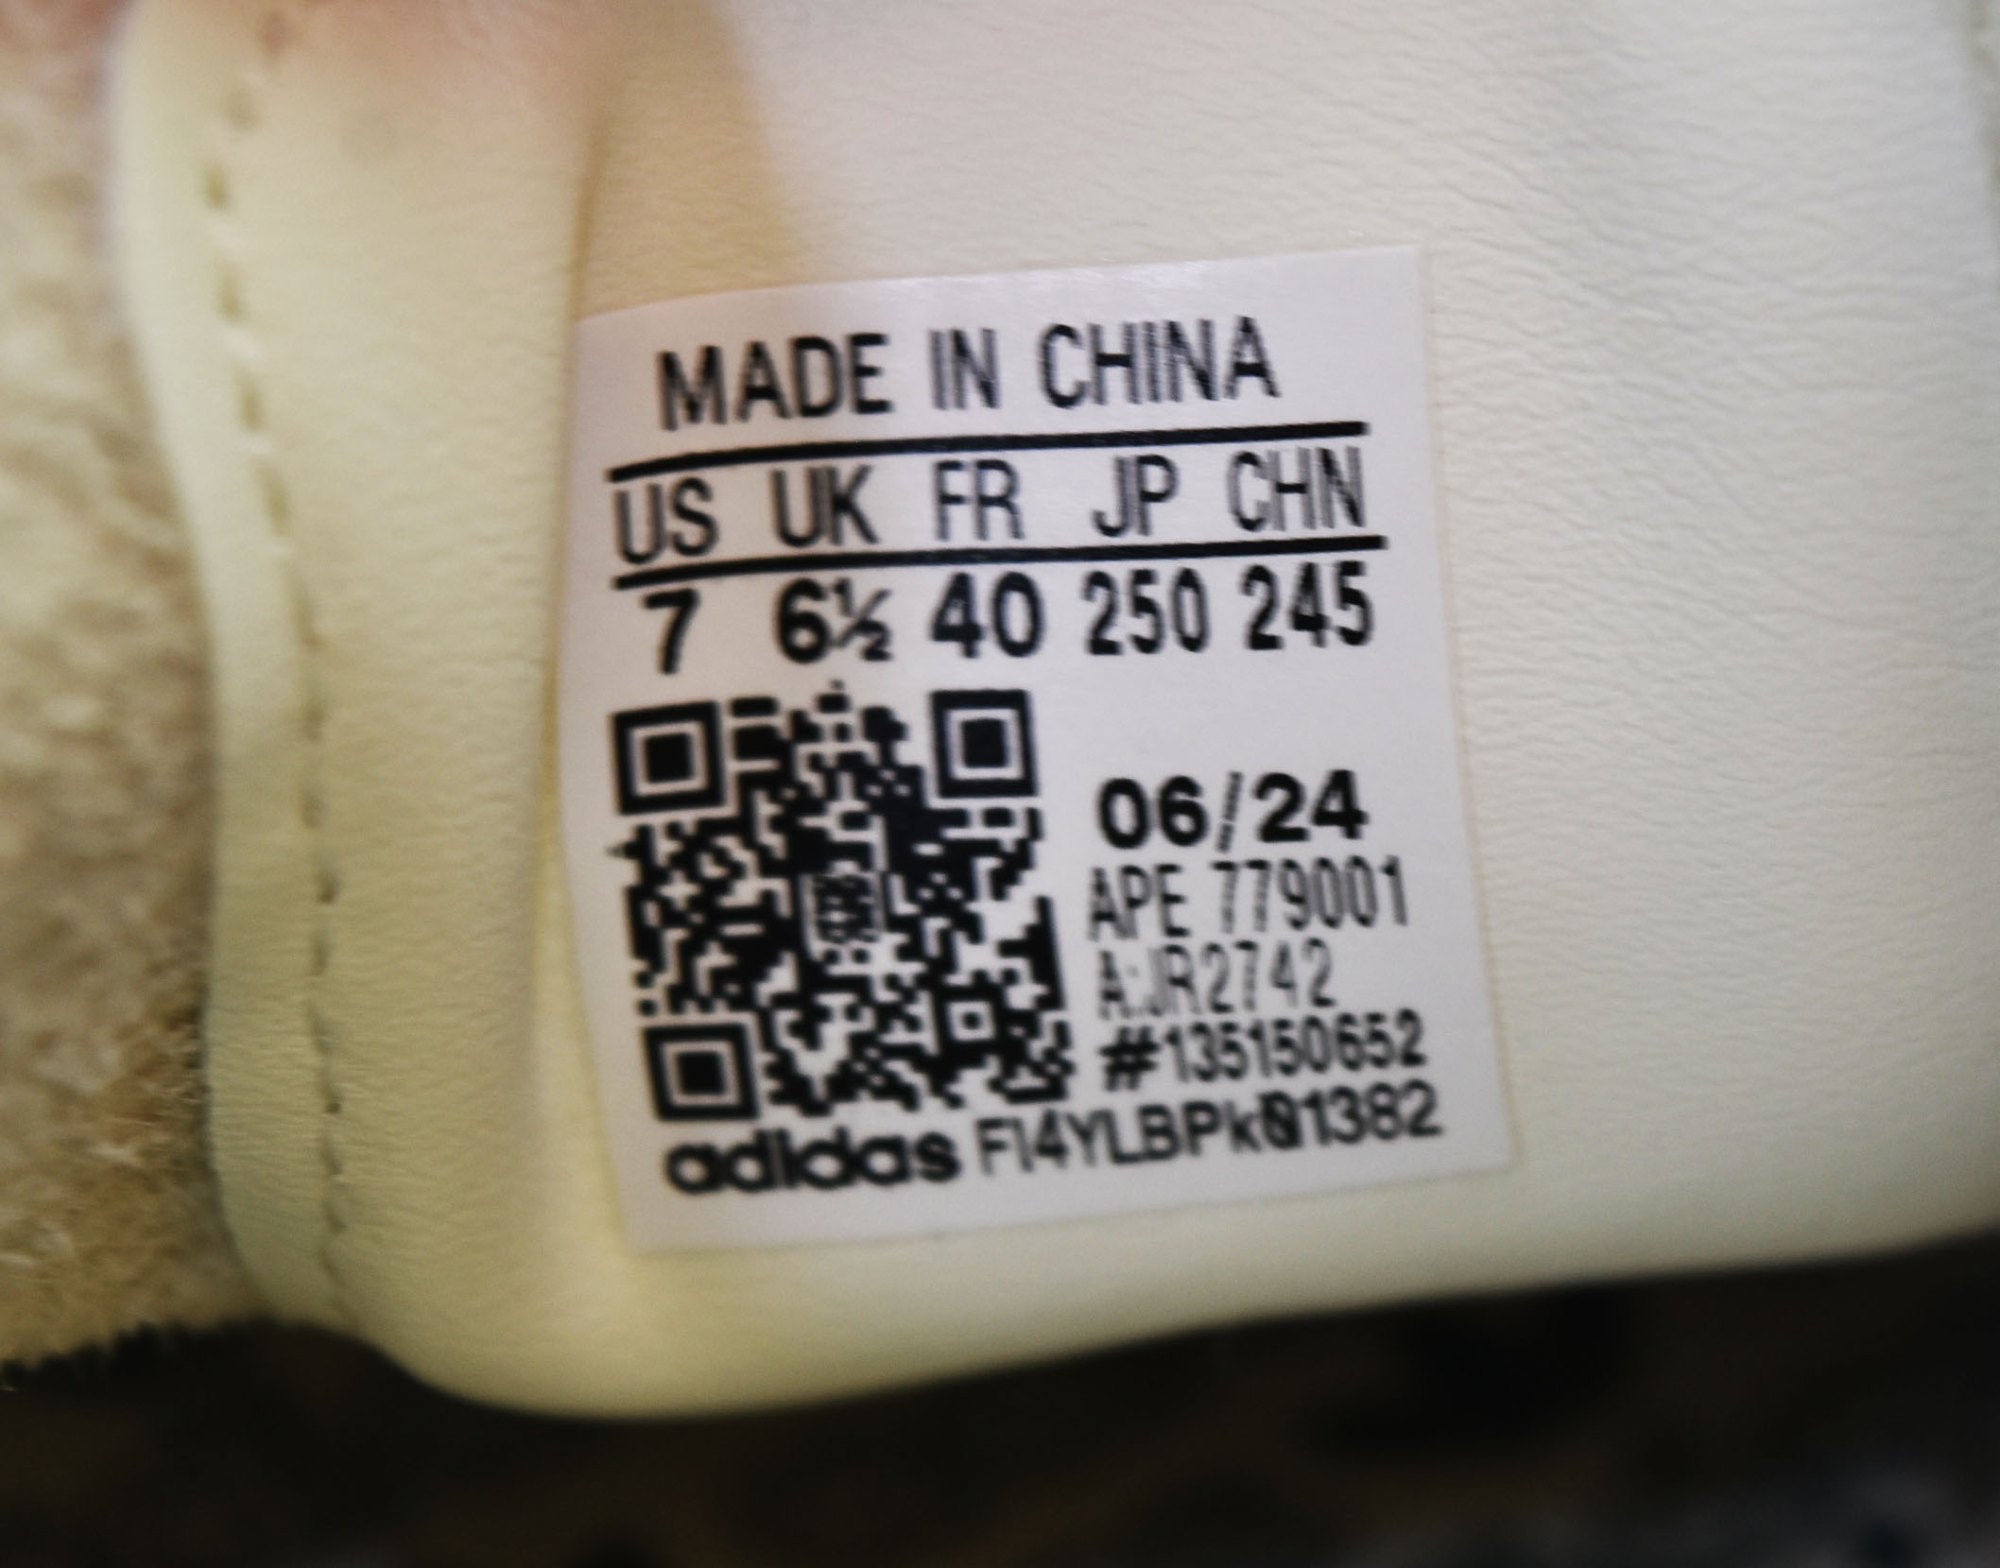 MADE IN CHINA
US UK FR JP CHN
7 6½ 40 250 245
06/24
APE 779001
A:JR2742
#135150652
adidas